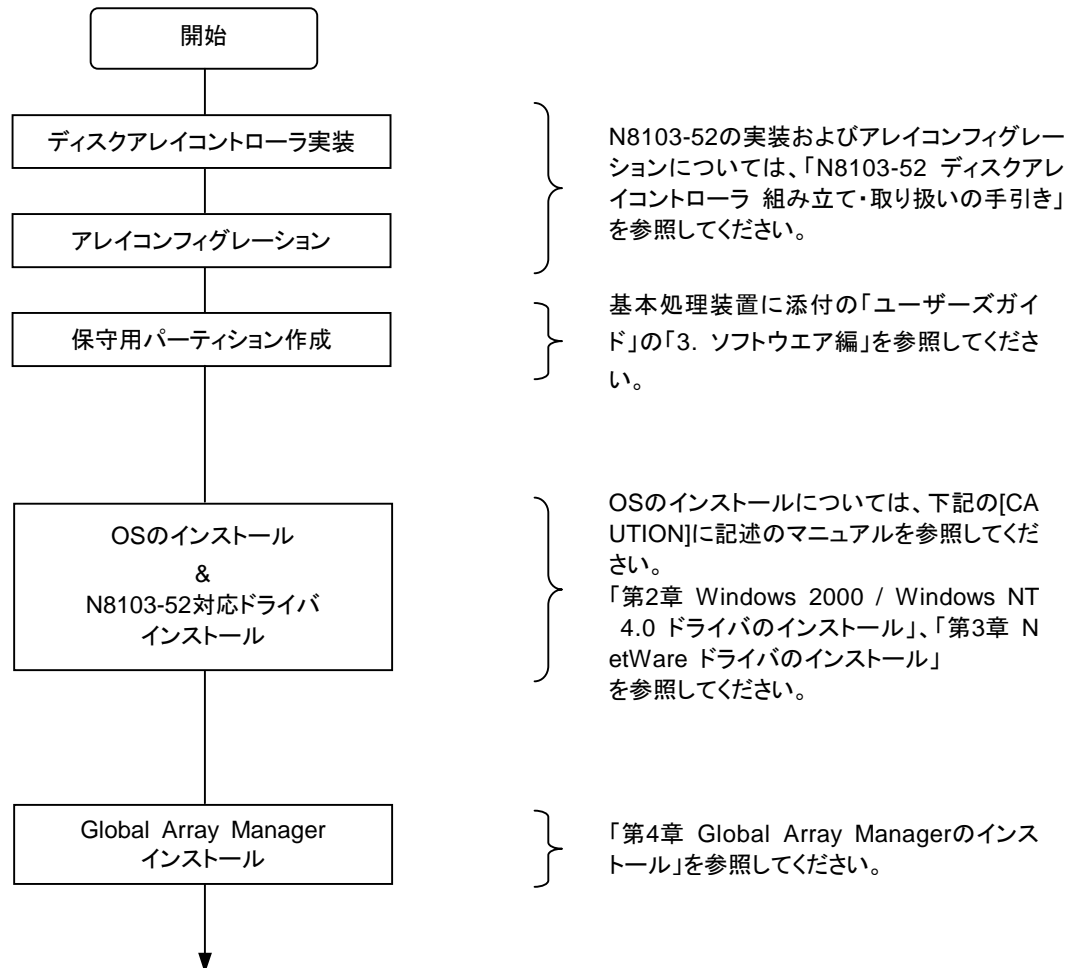 開始
ディスクアレイコントローラ実装
アレイコンフィグレーション
N8103-52の実装およびアレイコンフィグレー
ションについては、「N8103-52 ディスクアレ
イコントローラ 組み立て・取り扱いの手引き」
を参照してください。
保守用パーティション作成
基本処理装置に添付の「ユーザーズガイ
ド」の「3. ソフトウエア編」を参照してくださ
い。
OSのインストール
&
N8103-52対応ドライバ
インストール
OSのインストールについては、下記の[CA
UTION]に記述のマニュアルを参照してくだ
さい。
「第2章 Windows 2000 / Windows NT
4.0 ドライバのインストール」、「第3章 N
etWare ドライバのインストール」
を参照してください。
Global Array Manager
インストール
「第4章 Global Array Managerのインス
トール」を参照してください。